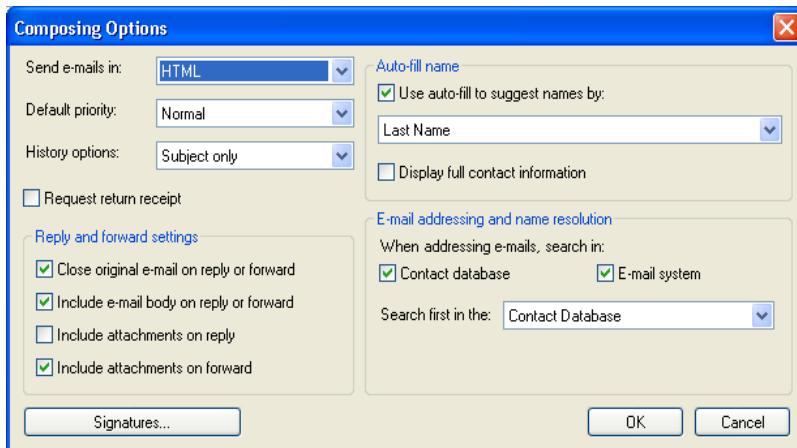 Composing Options
Send e-mails in: HTML
Default priority: Normal
History options: Subject only
Request return receipt
Reply and forward settings
Close original e-mail on reply or forward
Include e-mail body on reply or forward
Include attachments on reply
Include attachments on forward
Signatures...
Auto-fill name
Use auto-fill to suggest names by:
Last Name
Display full contact information
E-mail addressing and name resolution
When addressing e-mails, search in:
Contact database E-mail system
Search first in the: Contact Database
OK Cancel